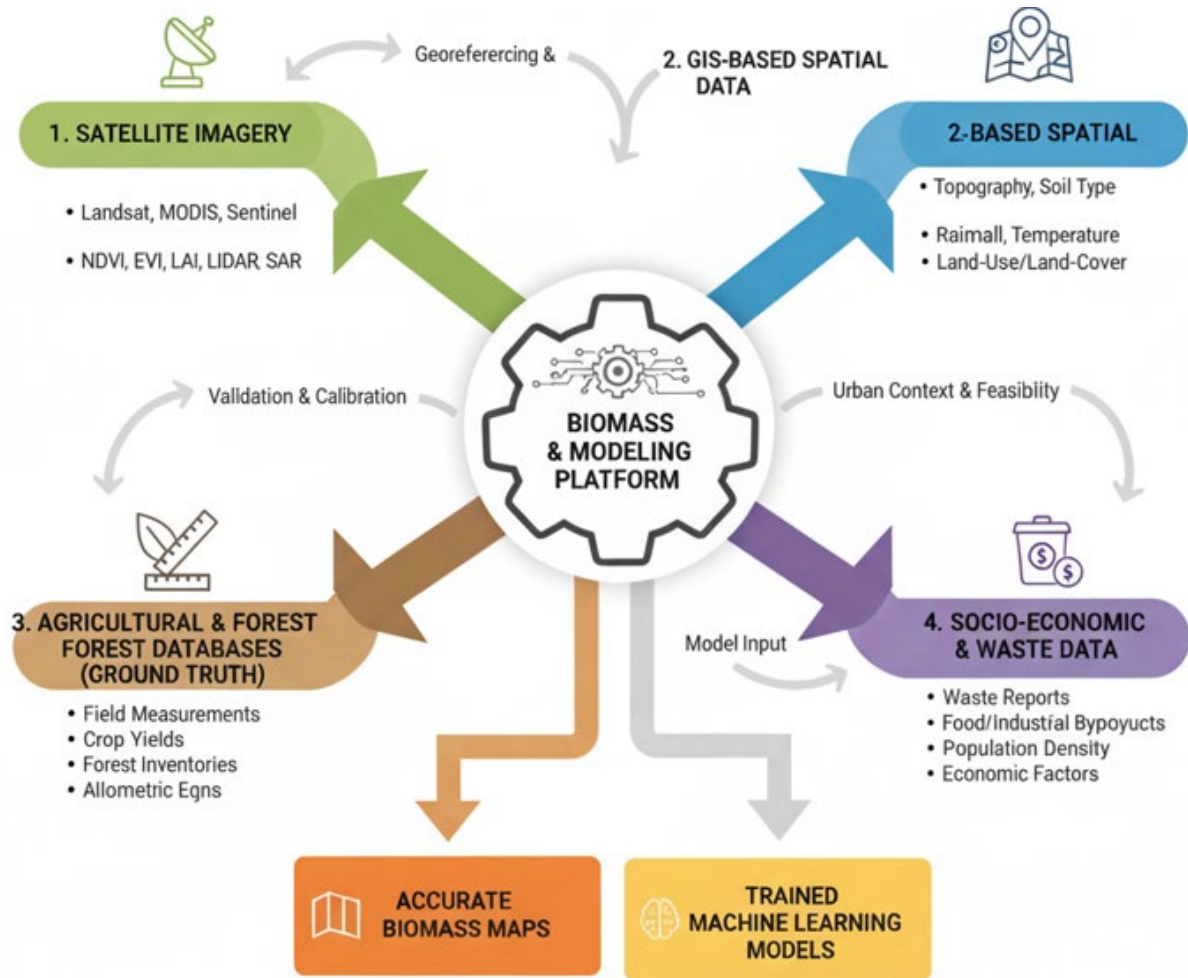 Georeferercing &
2. GIS-BASED SPATIAL
DATA
1. SATELLITE IMAGERY
• Landsat, MODIS, Sentinel
• NDVI, EVI, LAI, LIDAR, SAR
2.-BASED SPATIAL
• Topography, Soil Type
• Raimall, Temperature
• Land-Use/Land-Cover
Valldation & Calibration
Urban Context & Feasiblity
BIOMASS
& MODELING
PLATFORM
3. AGRICULTURAL & FOREST
FOREST DATABASES
(GROUND TRUTH)
• Field Measurements
• Crop Yields
• Forest Inventories
• Allometric Eqns
Model Input
4. SOCIO-ECONOMIC
& WASTE DATA
• Waste Reports
• Food/Industíal Bypoyucts
• Population Density
• Economic Factors
ACCURATE
BIOMASS MAPS
TRAINED
MACHINE LEARNING
MODELS